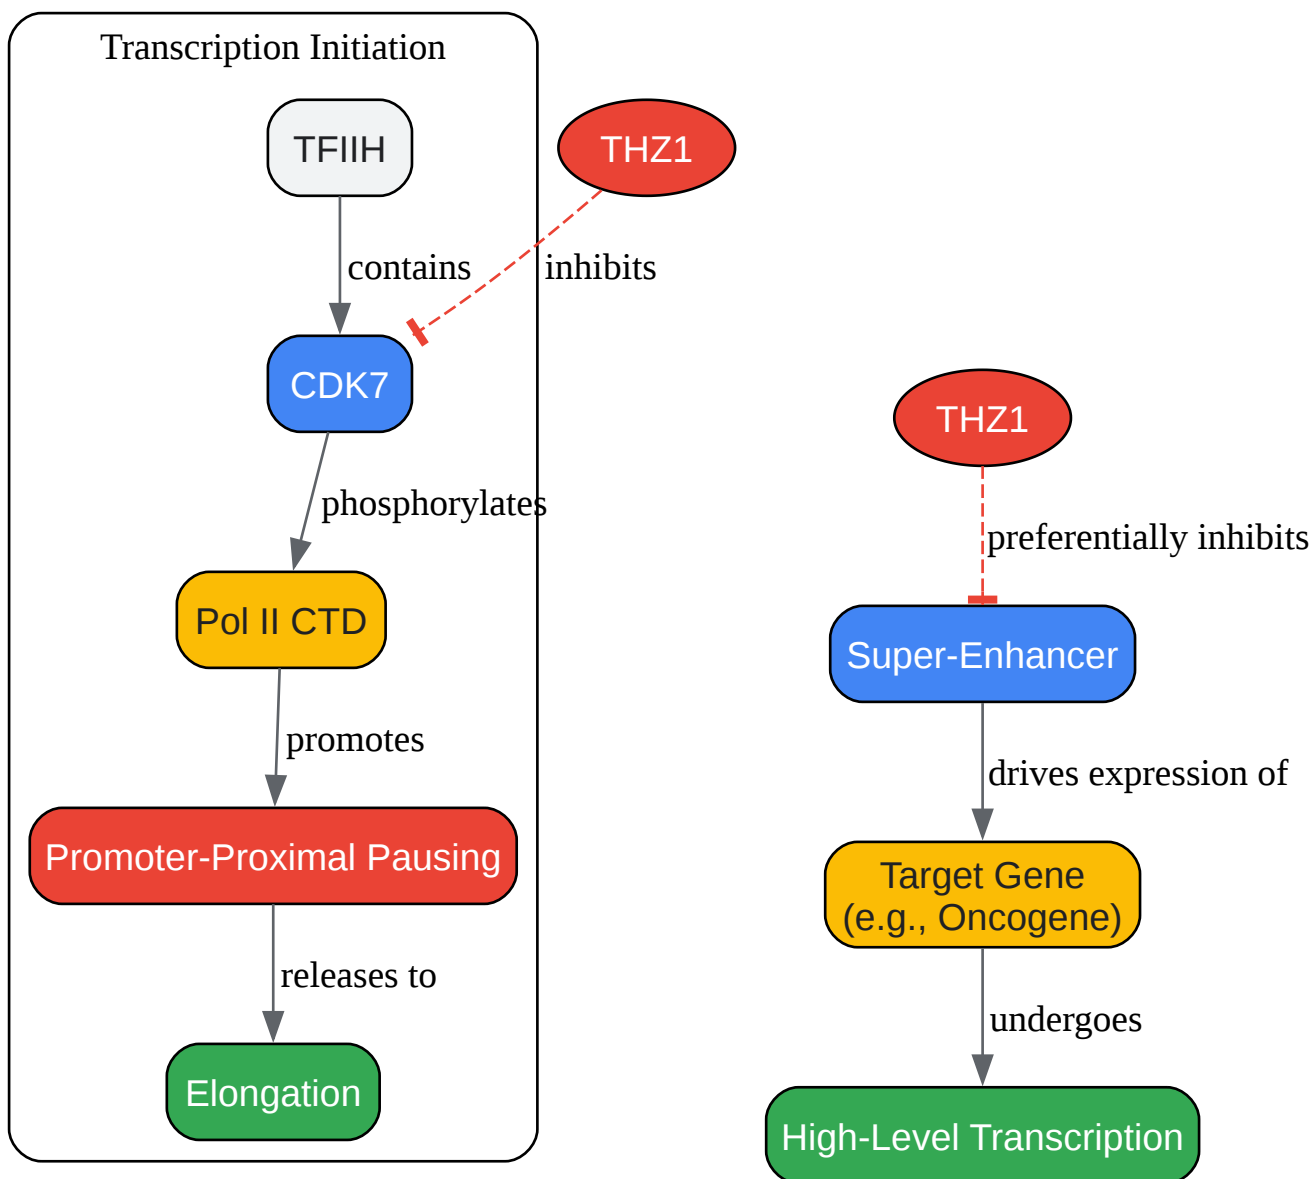 Transcription Initiation
TFIIH
THZ1
contains
inhibits
CDK7
phosphorylates
Pol II CTD
promotes
Promoter-Proximal Pausing
releases to
Elongation
THZ1
preferentially inhibits
Super-Enhancer
drives expression of
Target Gene
(e.g., Oncogene)
undergoes
High-Level Transcription